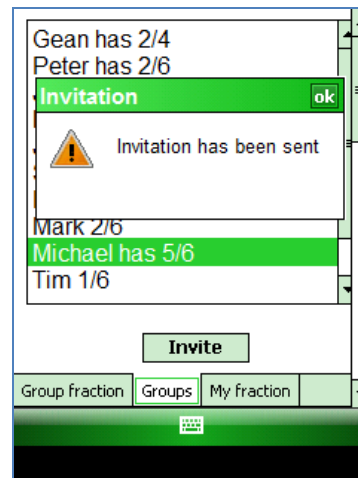 Gean has 2/4
Peter has 2/6
Invitation ok
Invitation has been sent
Mark 2/6
Michael has 5/6
Tim 1/6
Invite
Group fraction Groups My fraction